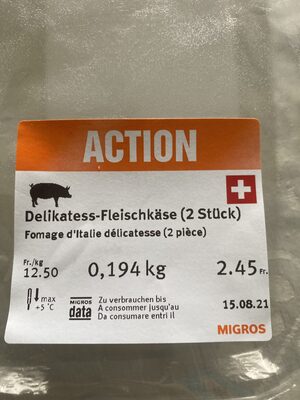 ACTION
Delikatess-Fleischkäse (2 Stück)
Fomage d'Italie délicatesse (2 pièce)
Fr./kg
12.50 0,194 kg 2.45 Fr.
max
+5 °C
MIGROS
data
Zu verbrauchen bis
A consommer jusqu'au
Da consumare entri il
15.08.21
MIGROS